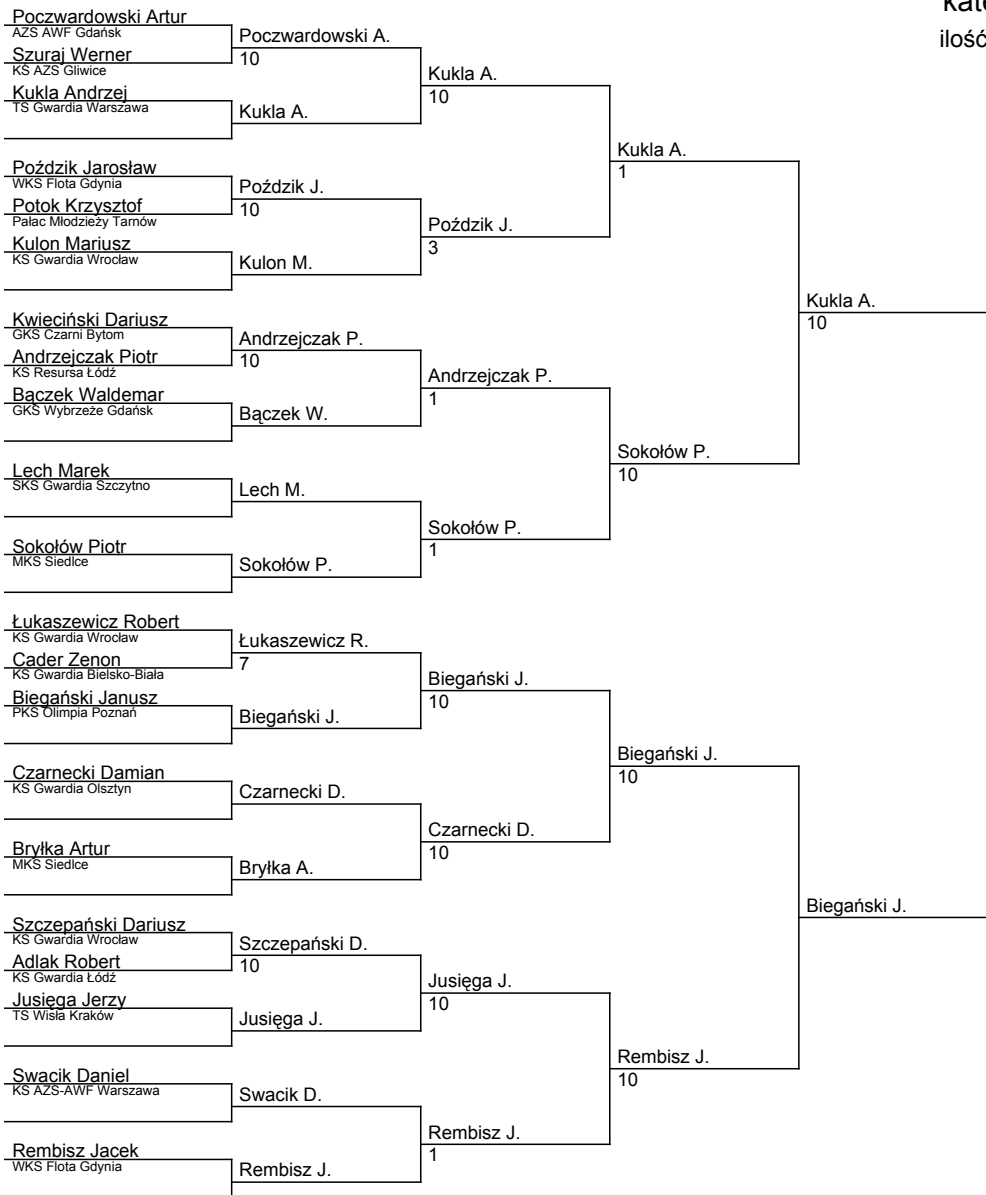 kate
ilość
Poczwardowski Artur
AZS AWF Gdańsk
Szuraj Werner
KS AZS Gliwice
Kukla Andrzej
TS Gwardia Warszawa
Poździk Jarosław
WKS Flota Gdynia
Potok Krzysztof
Pałac Młodzieży Tarnów
Kulon Mariusz
KS Gwardia Wrocław
Kwieciński Dariusz
GKS Czarni Bytom
Andrzejczak Piotr
KS Resursa Łódź
Bączek Waldemar
GKS Wybrzeże Gdańsk
Lech Marek
SKS Gwardia Szczytno
Sokołów Piotr
MKS Siedlce
Łukaszewicz Robert
KS Gwardia Wrocław
Cader Zenon
KS Gwardia Bielsko-Biała
Biegański Janusz
PKS Olimpia Poznań
Czarnecki Damian
KS Gwardia Olsztyn
Bryłka Artur
MKS Siedlce
Szczepański Dariusz
KS Gwardia Wrocław
Adlak Robert
KS Gwardia Łódź
Jusięga Jerzy
TS Wisła Kraków
Swacik Daniel
KS AZS-AWF Warszawa
Rembisz Jacek
WKS Flota Gdynia
Poczwardowski A.
10
Kukla A.
Poździk J.
10
Kulon M.
Andrzejczak P.
10
Bączek W.
Lech M.
Sokołów P.
Łukaszewicz R.
7
Biegański J.
Czarnecki D.
Bryłka A.
Szczepański D.
10
Jusięga J.
Swacik D.
Rembisz J.
Kukla A.
10
Poździk J.
3
Andrzejczak P.
1
Sokołów P.
1
Biegański J.
10
Czarnecki D.
10
Jusięga J.
10
Rembisz J.
1
Kukla A.
1
Sokołów P.
10
Biegański J.
10
Rembisz J.
10
Kukla A.
10
Biegański J.